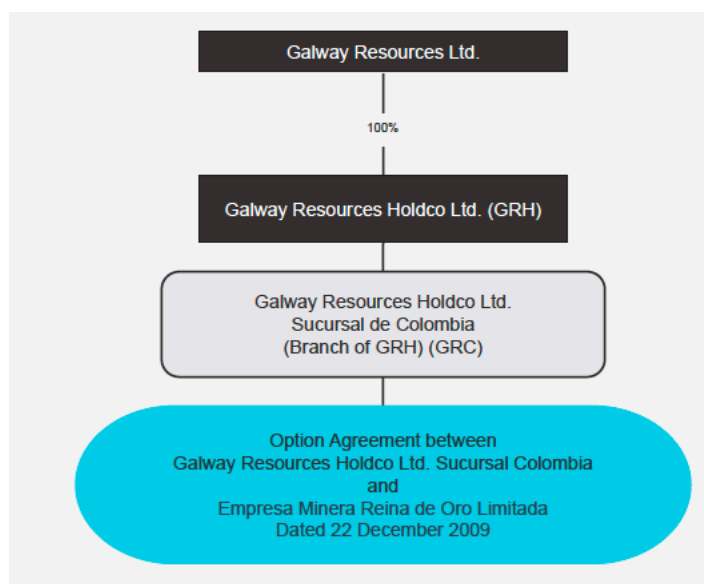 Galway Resources Ltd.
100%
Galway Resources Holdco Ltd. (GRH)
Galway Resources Holdco Ltd.
Sucursal de Colombia
(Branch of GRH) (GRC)
Option Agreement between
Galway Resources Holdco Ltd. Sucursal Colombia
and
Empresa Minera Reina de Oro Limitada
Dated 22 December 2009